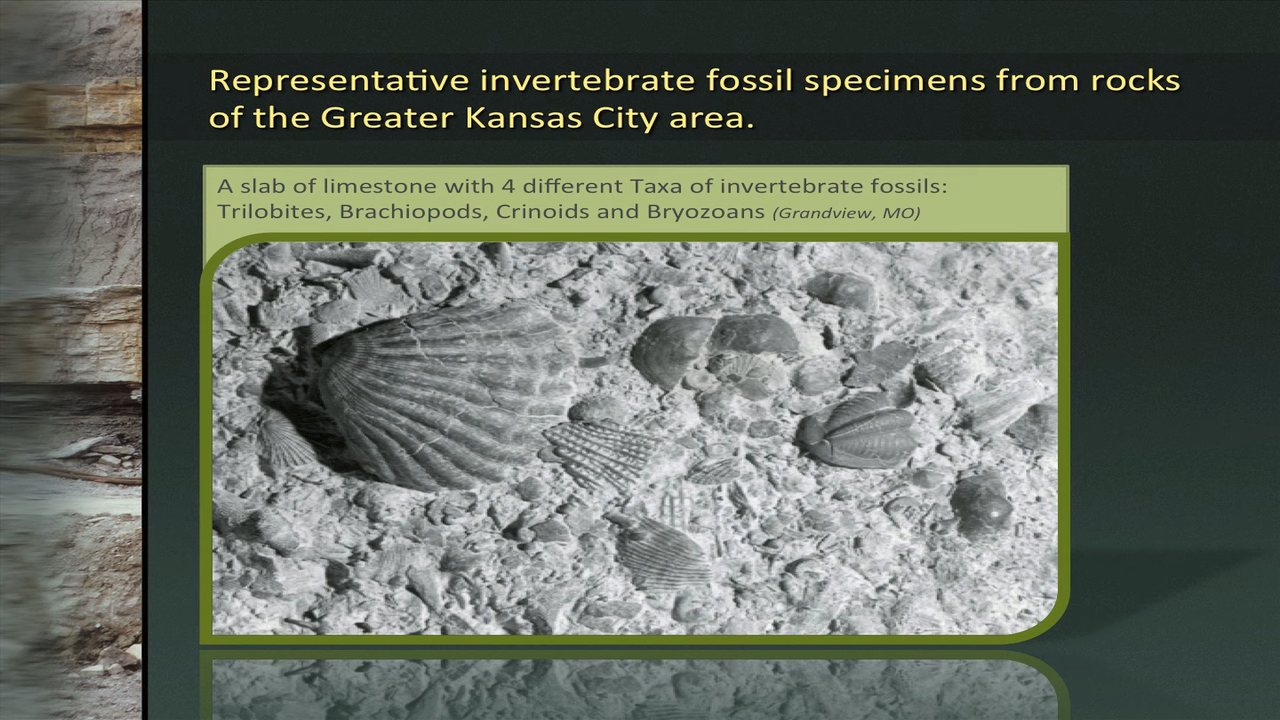 Representative invertebrate fossil specimens from rocks
of the Greater Kansas City area.
A slab of limestone with 4 different Taxa of invertebrate fossils:
Trilobites, Brachiopods, Crinoids and Bryozoans (Grandview, MO)